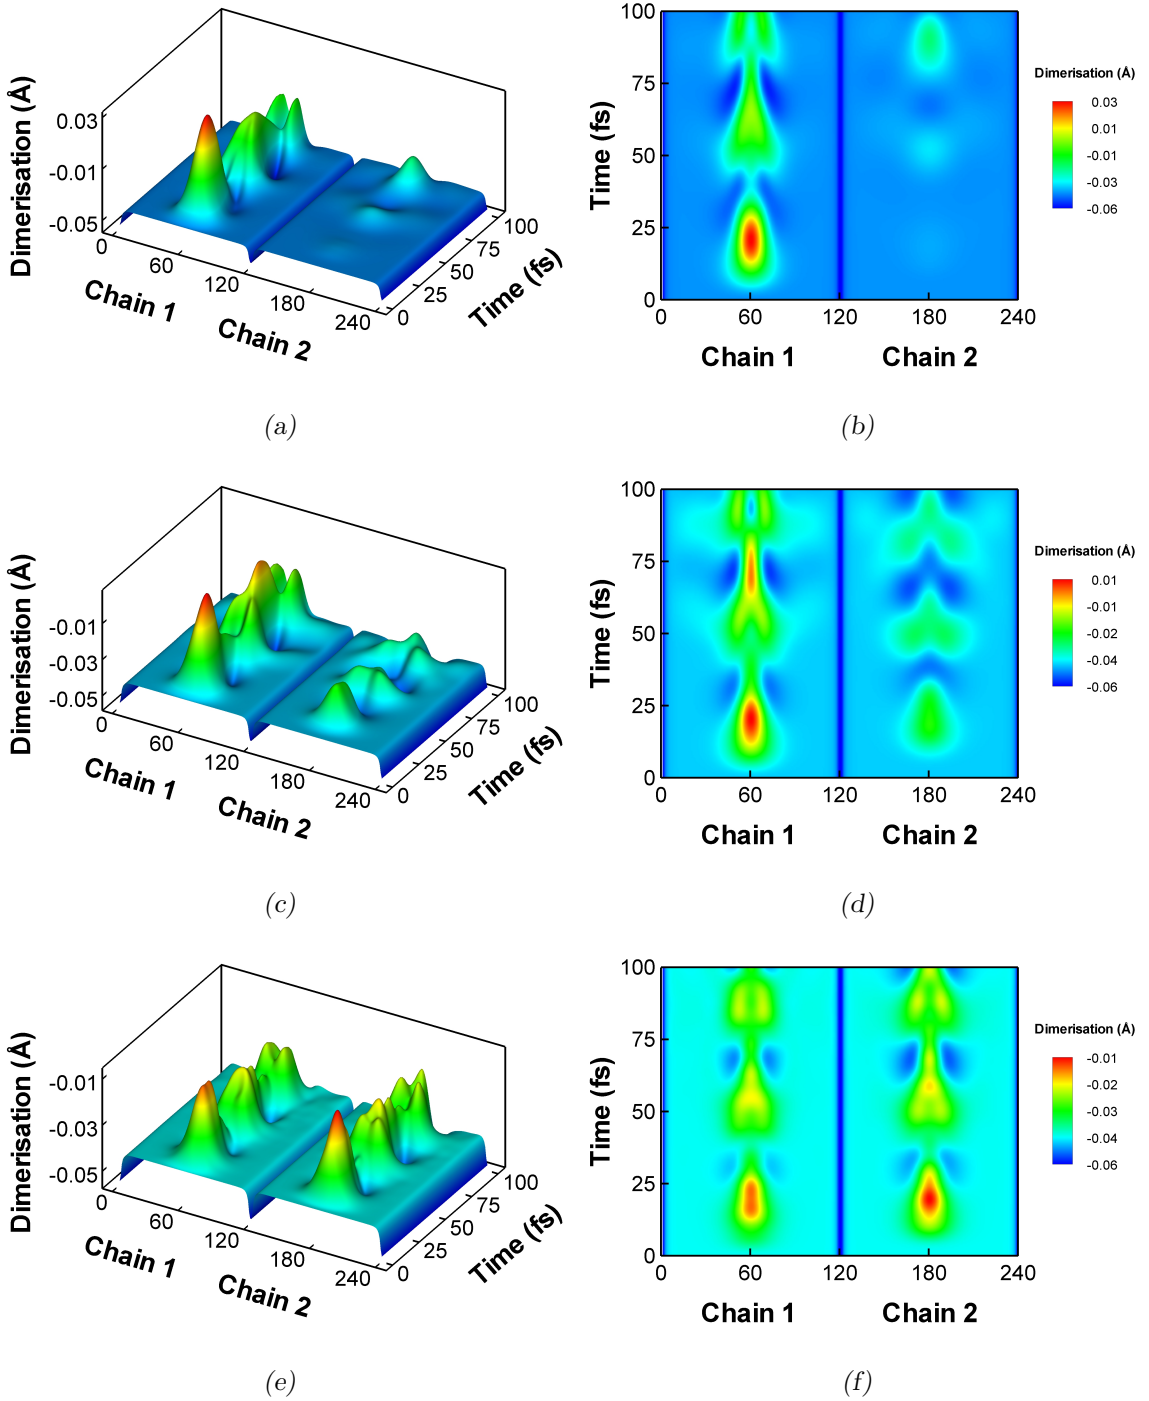 Dimerisation (Å)
0.03
-0.01
-0.05
0
60
120
180
240
Chain 1
Chain 2
0
25
50
75
100
Time (fs)
(a)
Time (fs)
100
75
50
25
0
0
60
120
180
240
Chain 1
Chain 2
Dimerisation (Å)
0.03
0.01
-0.01
-0.03
-0.06
(b)
Dimerisation (Å)
-0.01
-0.03
-0.05
0
60
120
180
240
Chain 1
Chain 2
0
25
50
75
100
Time (fs)
(c)
Time (fs)
100
75
50
25
0
0
60
120
180
240
Chain 1
Chain 2
Dimerisation (Å)
0.01
-0.01
-0.02
-0.04
-0.06
(d)
Dimerisation (Å)
-0.01
-0.03
-0.05
0
60
120
180
240
Chain 1
Chain 2
0
25
50
75
100
Time (fs)
(e)
Time (fs)
100
75
50
25
0
0
60
120
180
240
Chain 1
Chain 2
Dimerisation (Å)
-0.01
-0.02
-0.03
-0.04
-0.06
(f)